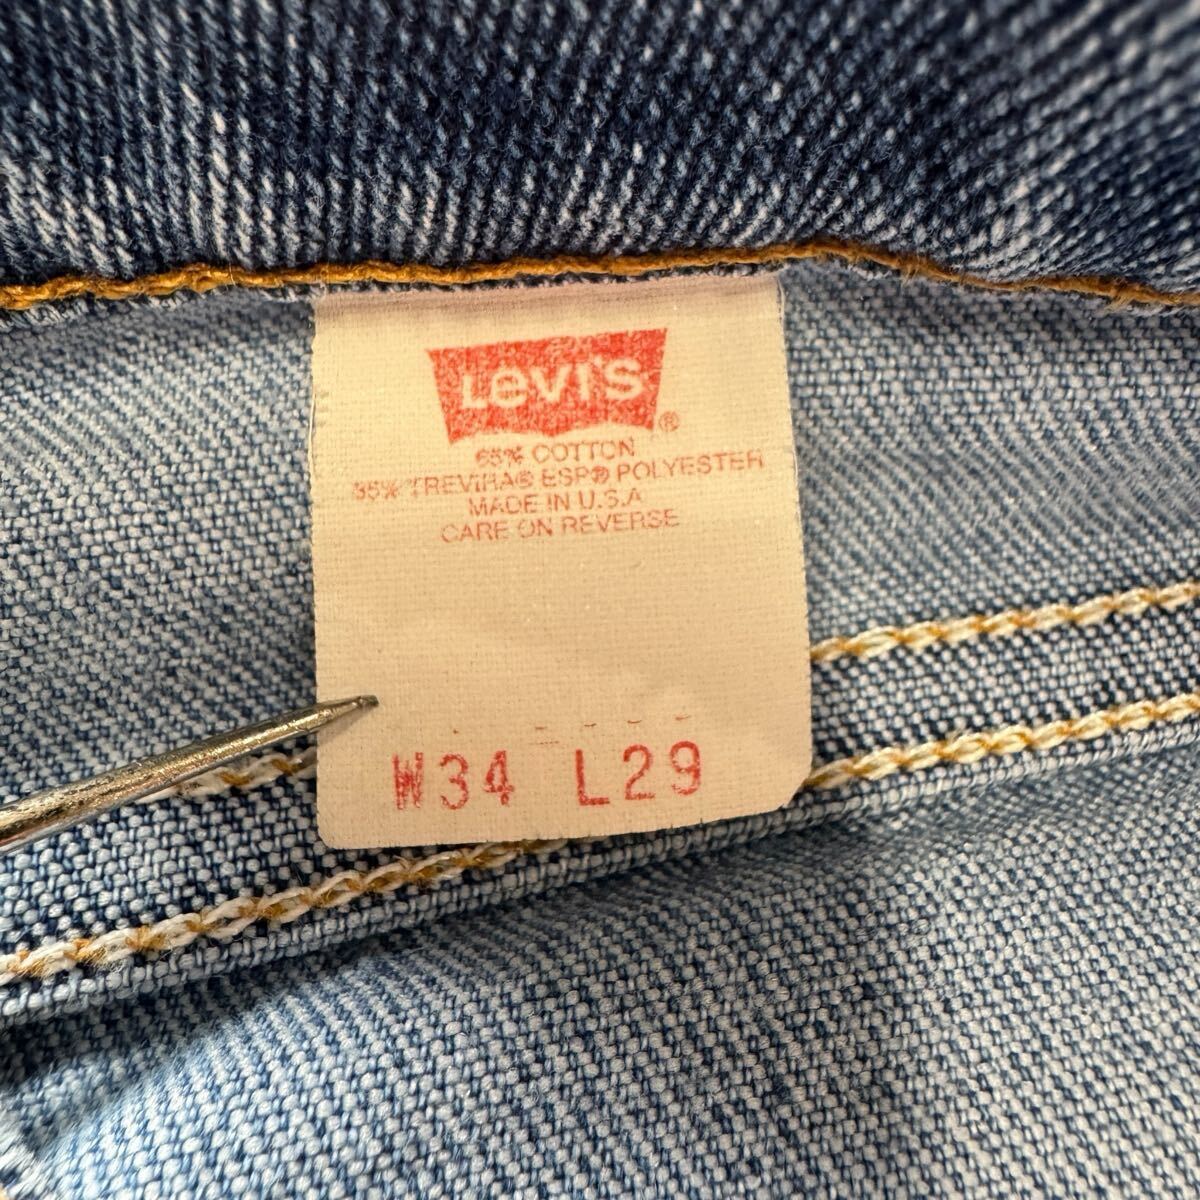 Levi's ®
65% COTTON
35% TREVIRA® ESP® POLYESTER
MADE IN U.S.A
CARE ON REVERSE
W34 L29